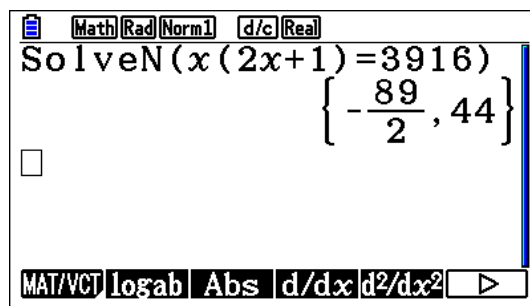 Math Rad Norm1 d/c Real
SolveN(x(2x+1)=3916)
{-89/2, 44}
MAT/VCT logab Abs d/dx d²/dx² ▷